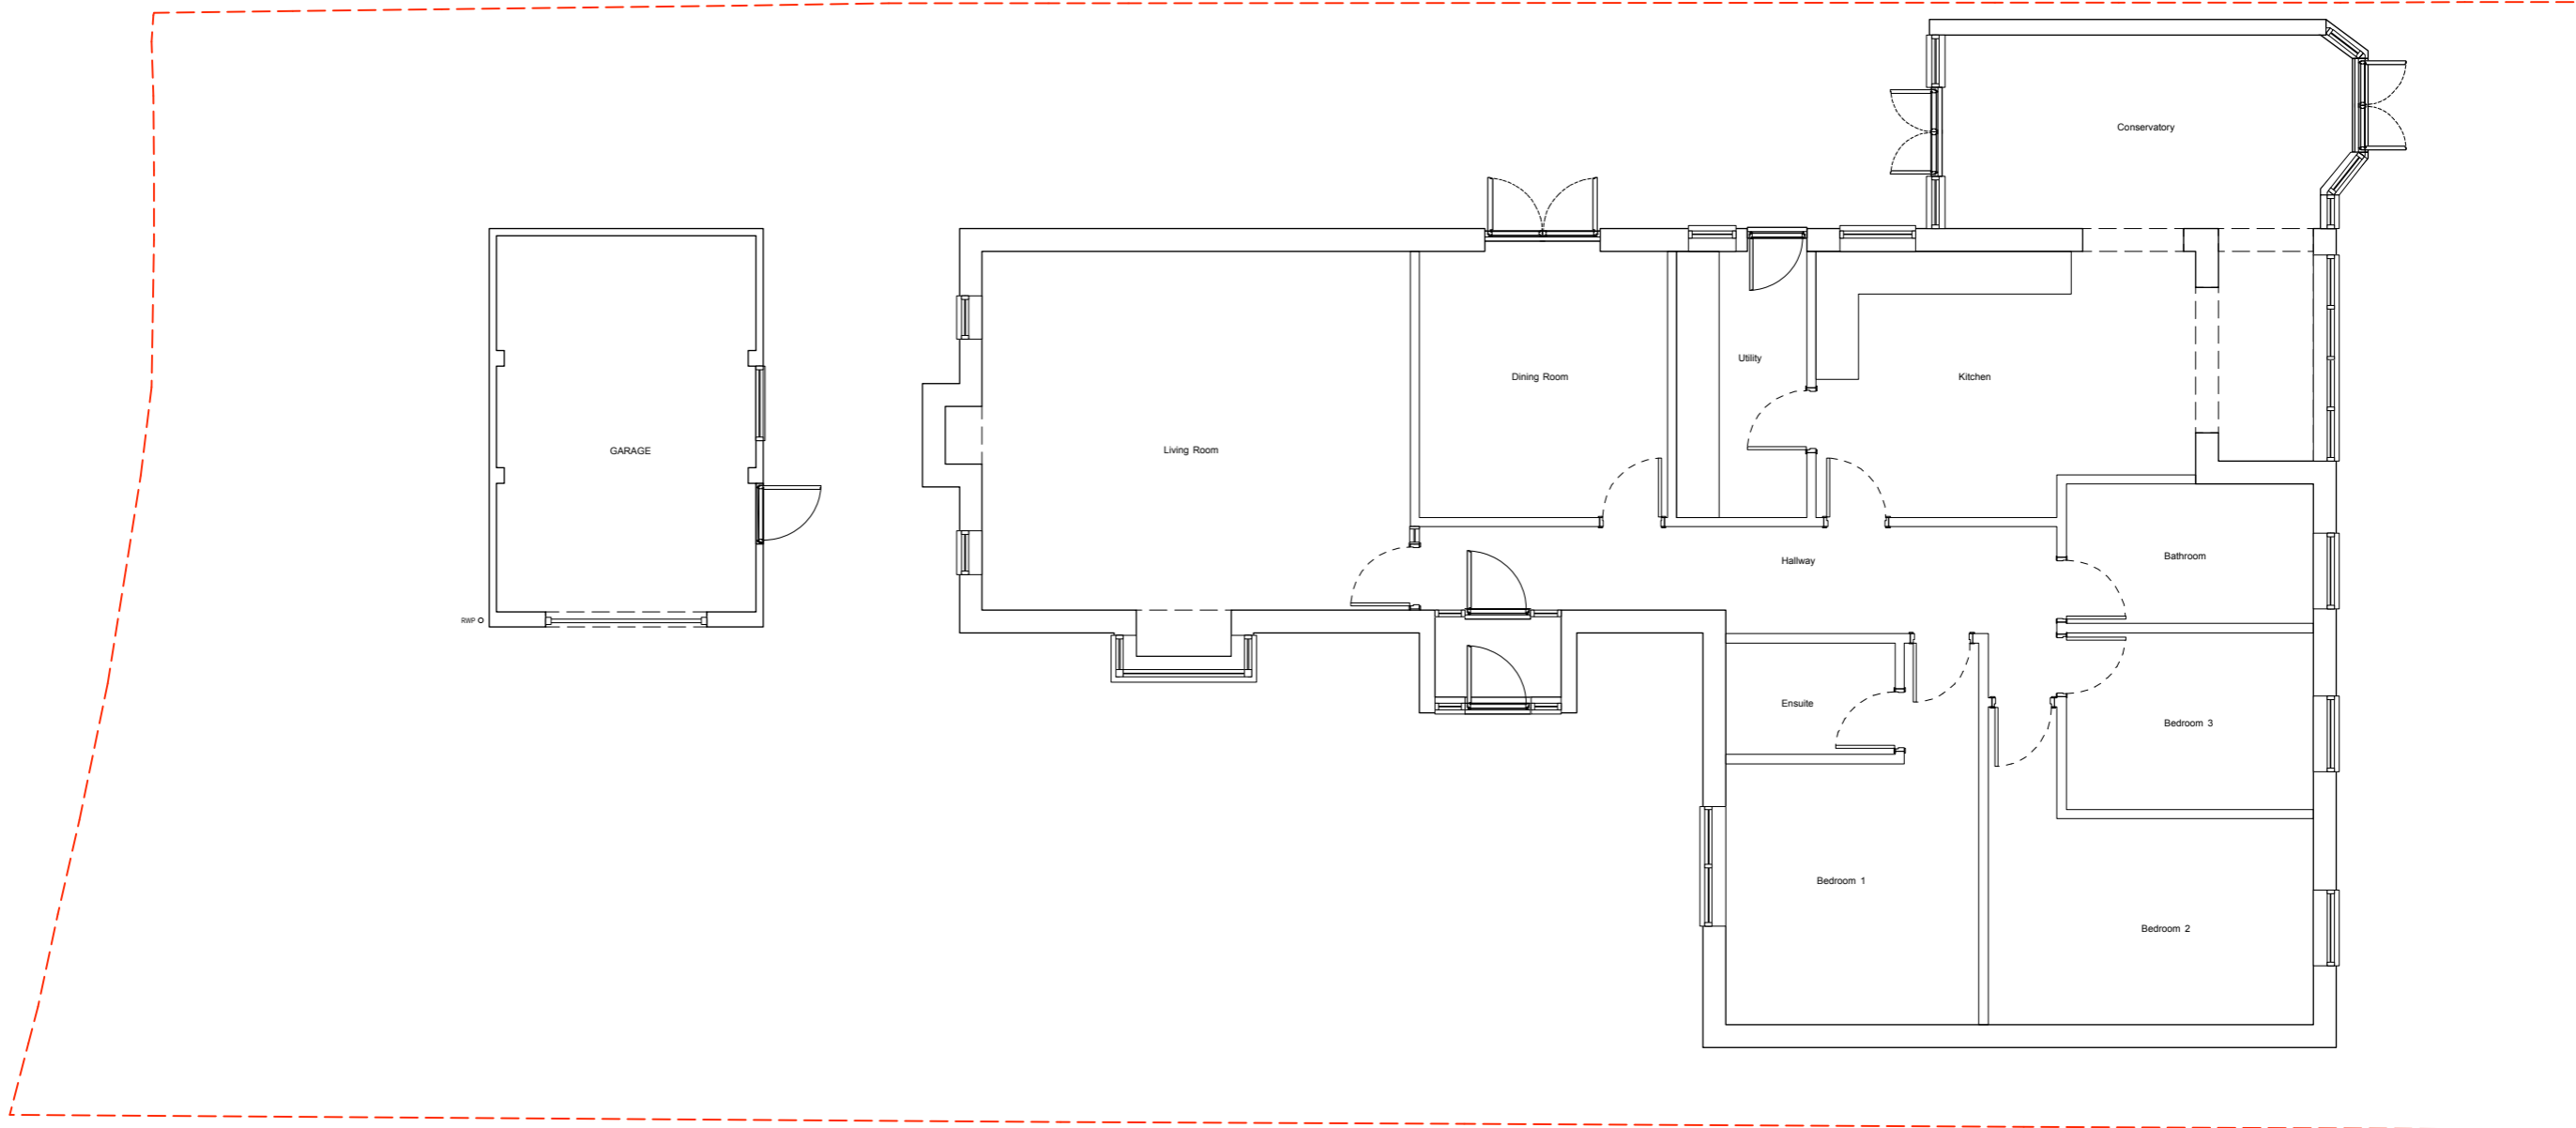 Conservatory
Utility
Dining Room
Kitchen
GARAGE
Living Room
Bathroom
Hallway
RWP
Ensuite
Bedroom 3
Bedroom 1
Bedroom 2